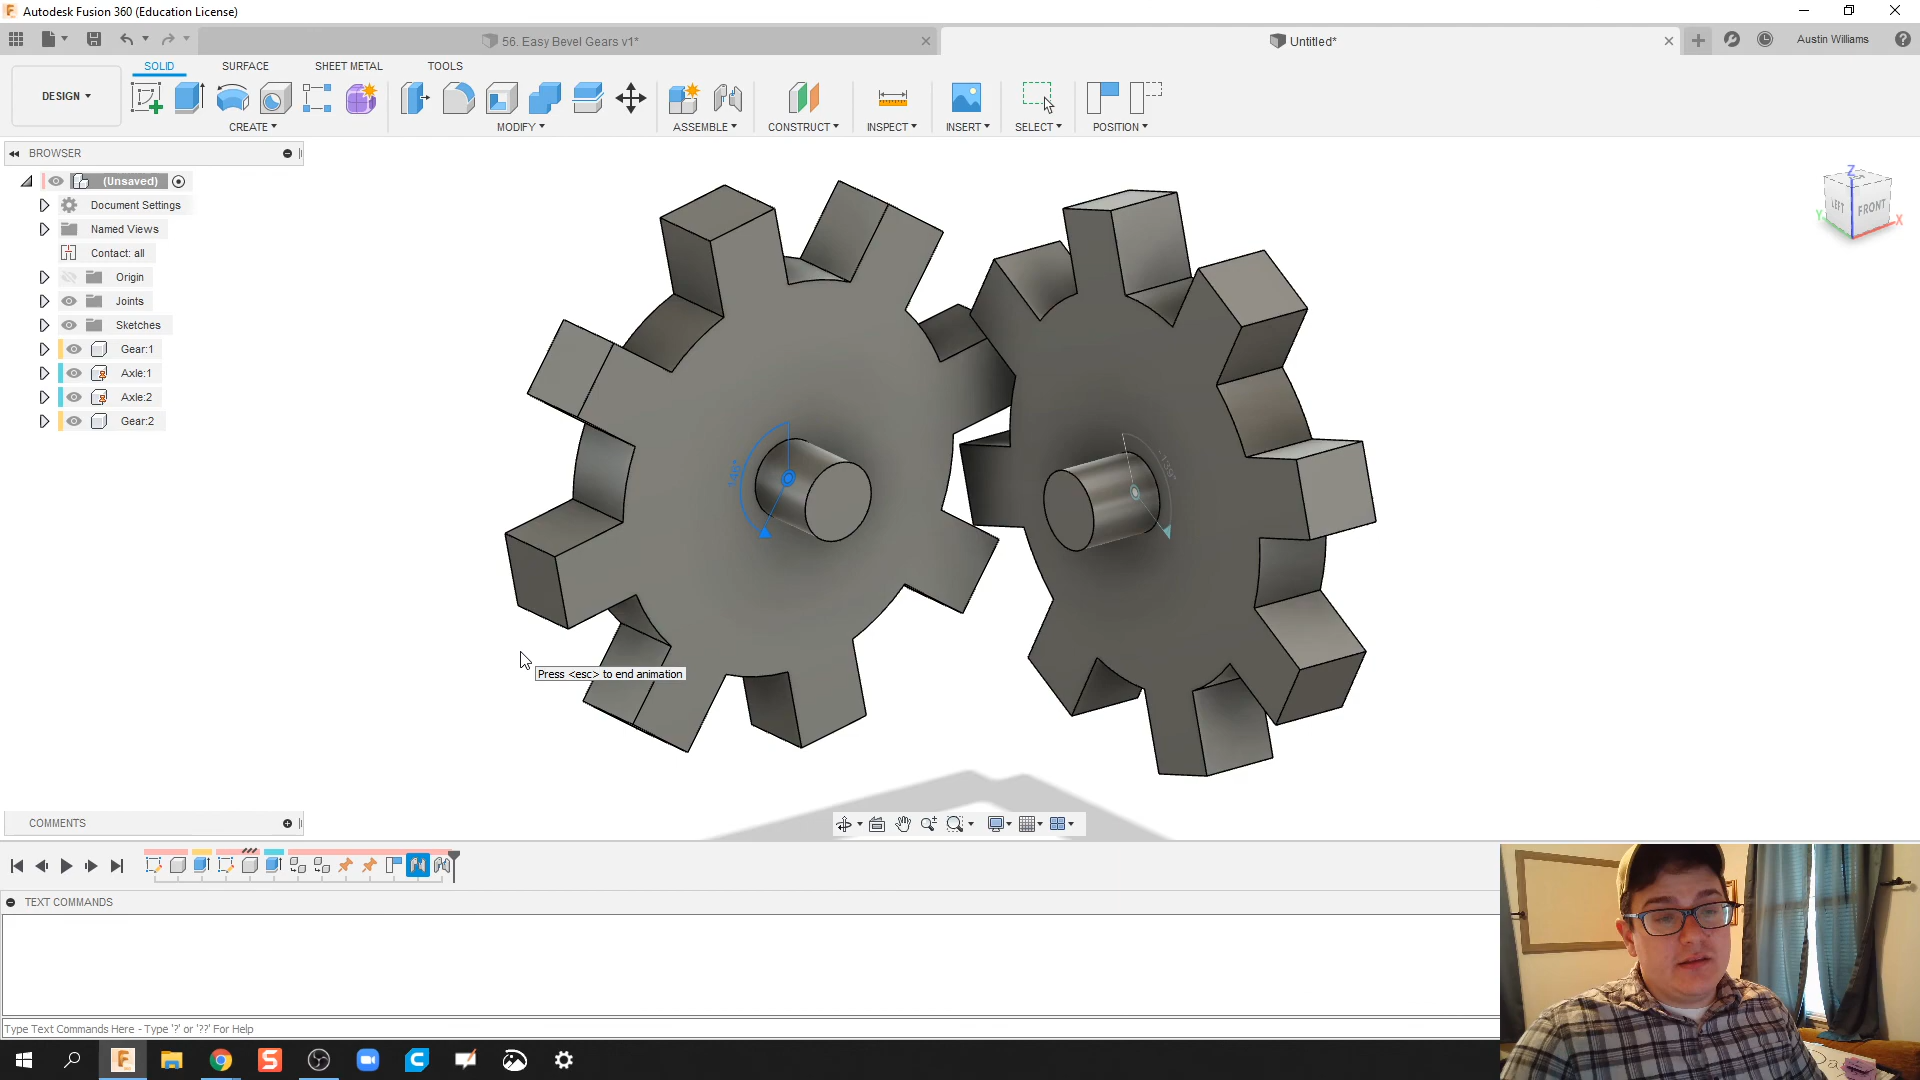 Autodesk Fusion 360 (Education License)
56. Easy Bevel Gears v1*
Untitled*
Austin Williams
SOLID SURFACE SHEET METAL TOOLS
DESIGN
CREATE MODIFY ASSEMBLE CONSTRUCT INSPECT INSERT SELECT POSITION
BROWSER
(Unsaved)
Document Settings
Named Views
Contact: all
Origin
Joints
Sketches
Gear:1
Axle:1
Axle:2
Gear:2
Z
LEFT FRONT
Y X
Press <esc> to end animation
COMMENTS
TEXT COMMANDS
Type Text Commands Here - Type '?' or '??' For Help